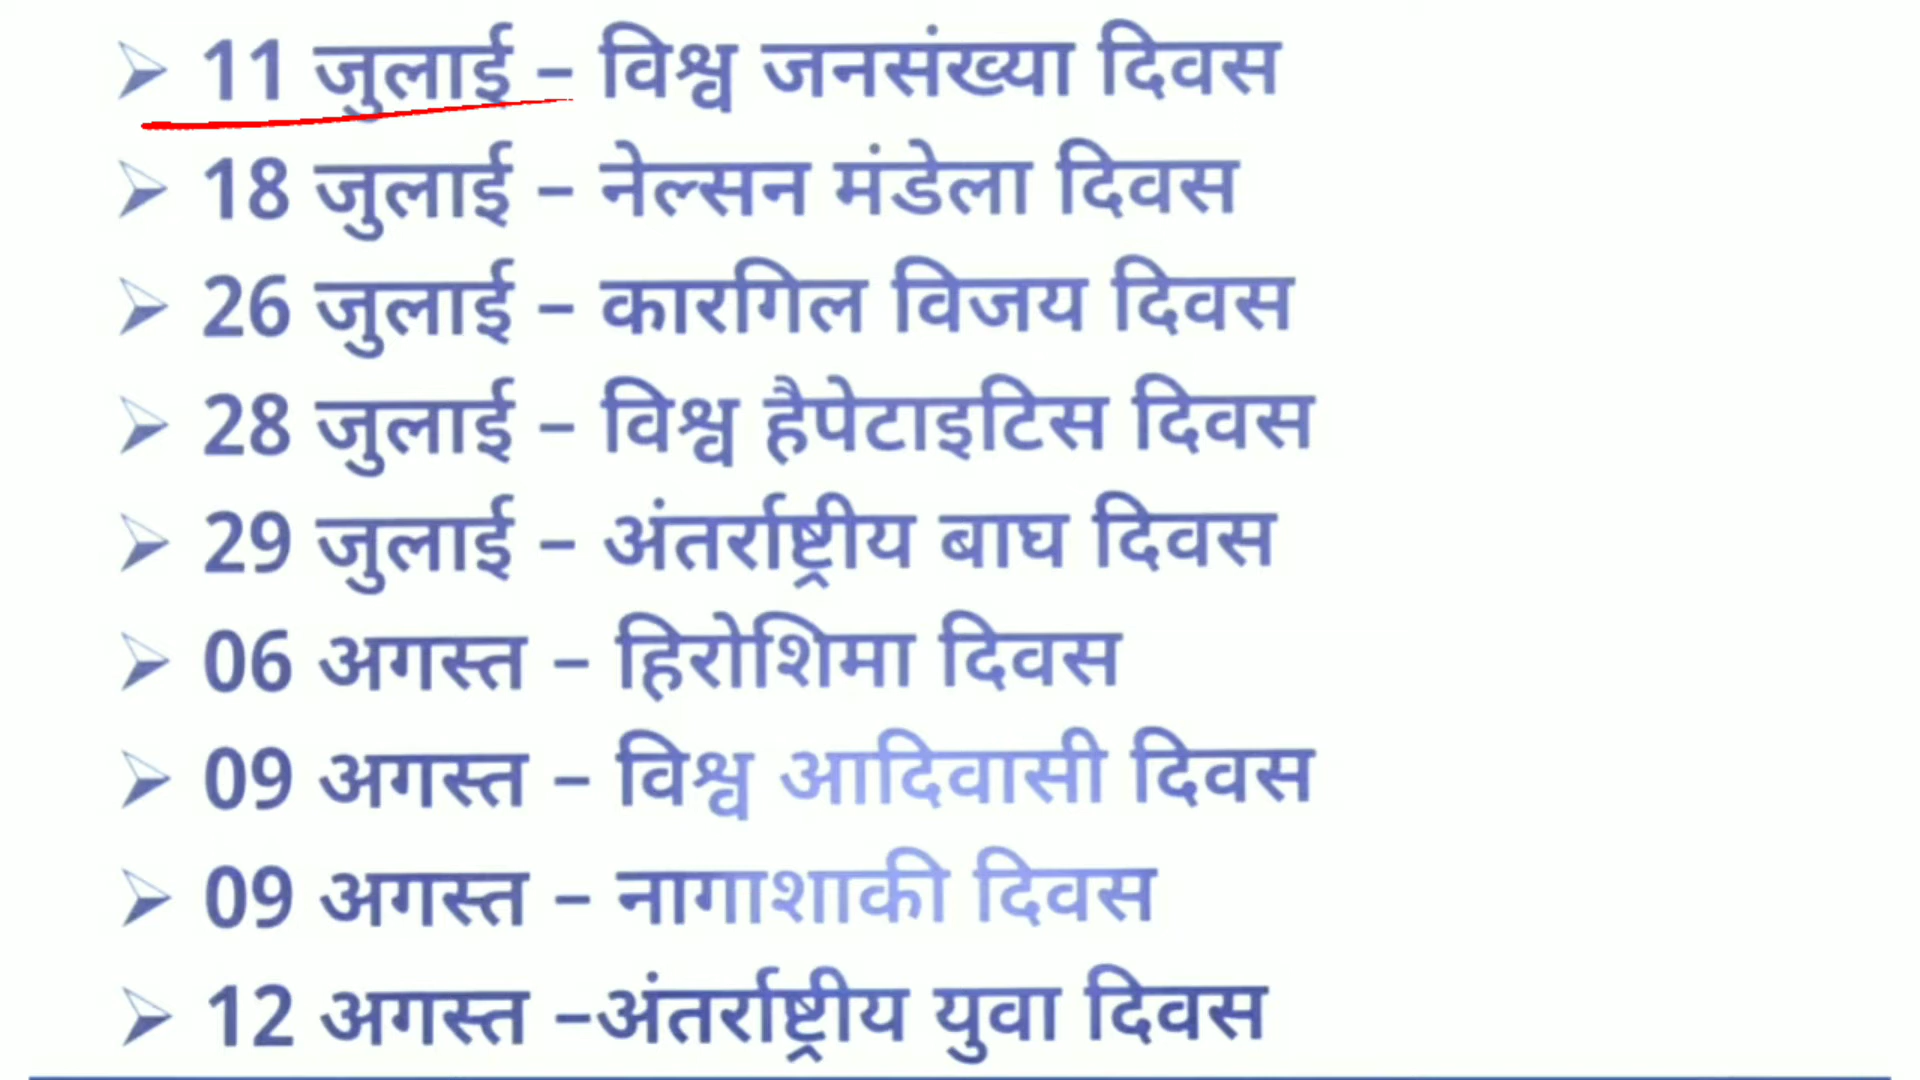 ➢ 11 जुलाई – विश्व जनसंख्या दिवस
➢ 18 जुलाई – नेल्सन मंडेला दिवस
➢ 26 जुलाई – कारगिल विजय दिवस
➢ 28 जुलाई – विश्व हैपेटाइटिस दिवस
➢ 29 जुलाई – अंतर्राष्ट्रीय बाघ दिवस
➢ 06 अगस्त – हिरोशिमा दिवस
➢ 09 अगस्त – विश्व आदिवासी दिवस
➢ 09 अगस्त – नागाशाकी दिवस
➢ 12 अगस्त –अंतर्राष्ट्रीय युवा दिवस